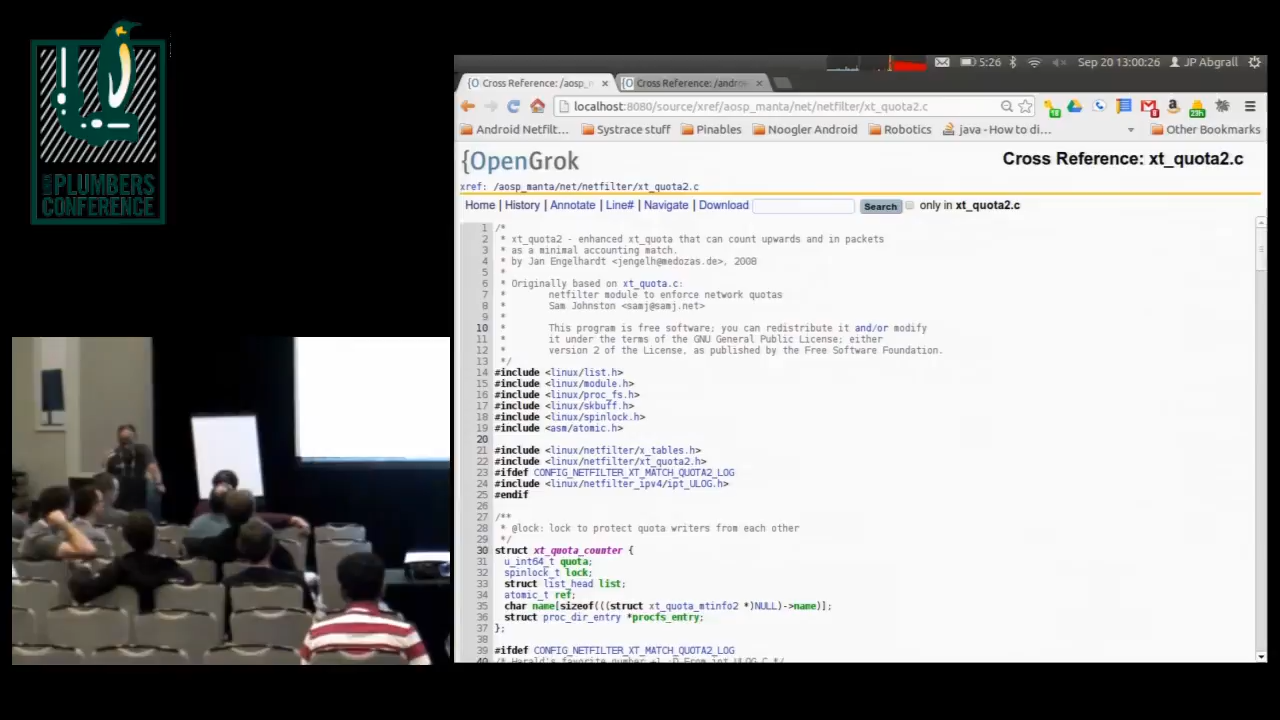 LINUX
PLUMBERS
CONFERENCE
5:26
Sep 20 13:00:26
JP Abgrall
{O Cross Reference: /aosp_m
{O Cross Reference: /andro
localhost:8080/source/xref/aosp_manta/net/netfilter/xt_quota2.c
Android Netfilt...
Systrace stuff
Pinables
Noogler Android
Robotics
java - How to di...
Other Bookmarks
{OpenGrok
Cross Reference: xt_quota2.c
xref: /aosp_manta/net/netfilter/xt_quota2.c
Home | History | Annotate | Line# | Navigate | Download
Search
only in xt_quota2.c
1 /*
2 * xt_quota2 - enhanced xt_quota that can count upwards and in packets
3 * as a minimal accounting match.
4 * by Jan Engelhardt <jengelh@medozas.de>, 2008
5 *
6 * Originally based on xt_quota.c:
7 * netfilter module to enforce network quotas
8 * Sam Johnston <samj@samj.net>
9 *
10 * This program is free software; you can redistribute it and/or modify
11 * it under the terms of the GNU General Public License; either
12 * version 2 of the License, as published by the Free Software Foundation.
13 */
14 #include <linux/list.h>
15 #include <linux/module.h>
16 #include <linux/proc_fs.h>
17 #include <linux/skbuff.h>
18 #include <linux/spinlock.h>
19 #include <asm/atomic.h>
20
21 #include <linux/netfilter/x_tables.h>
22 #include <linux/netfilter/xt_quota2.h>
23 #ifdef CONFIG_NETFILTER_XT_MATCH_QUOTA2_LOG
24 #include <linux/netfilter_ipv4/ipt_ULOG.h>
25 #endif
26
27 /**
28 * @lock: lock to protect quota writers from each other
29 */
30 struct xt_quota_counter {
31 u_int64_t quota;
32 spinlock_t lock;
33 struct list_head list;
34 atomic_t ref;
35 char name[sizeof(((struct xt_quota_mtinfo2 *)NULL)->name)];
36 struct proc_dir_entry *procfs_entry;
37 };
38
39 #ifdef CONFIG_NETFILTER_XT_MATCH_QUOTA2_LOG
40 /* Harald's favorite number +1 :D From ipt_ULOG.C */